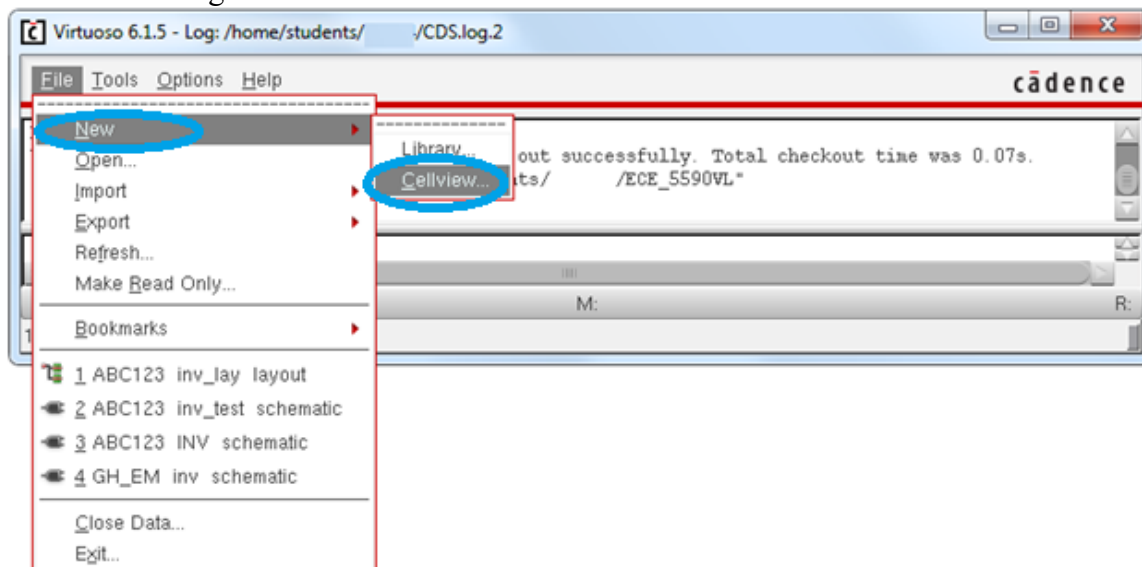 Virtuoso 6.1.5 - Log: /home/students/ /CDS.log.2
File Tools Options Help
cādence
New
Library...
out successfully. Total checkout time was 0.07s.
Open...
Cellview...
ts/ /ECE_5590VL"
Import
Export
Refresh...
Make Read Only...
M:
R:
Bookmarks
1
1 ABC123 inv_lay layout
2 ABC123 inv_test schematic
3 ABC123 INV schematic
4 GH_EM inv schematic
Close Data...
Exit...